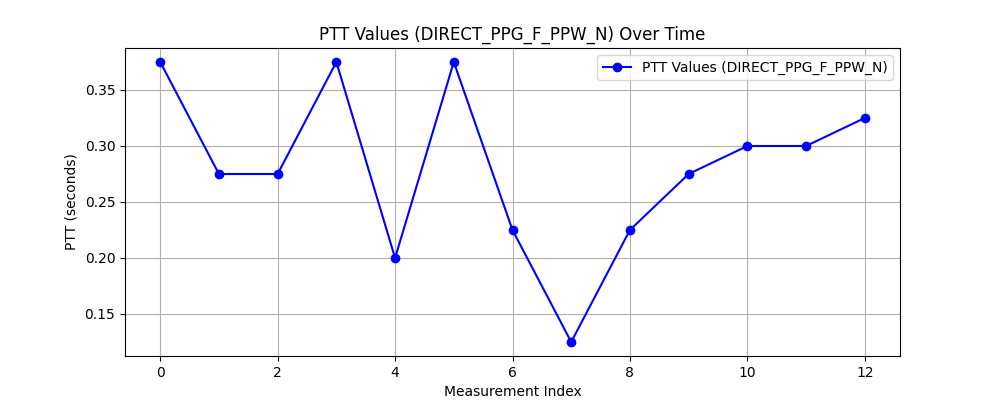 PTT Values (DIRECT_PPG_F_PPW_N) Over Time
PTT Values (DIRECT_PPG_F_PPW_N)
PTT (seconds)
0.35
0.30
0.25
0.20
0.15
0 2 4 6 8 10 12
Measurement Index